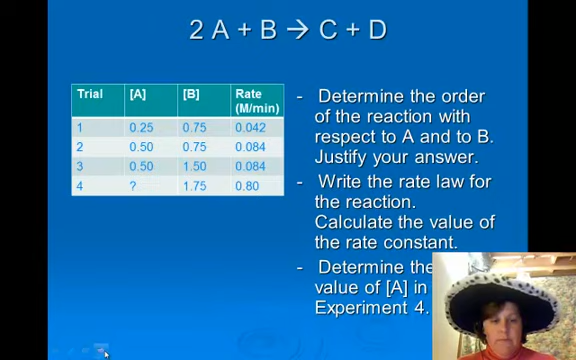 2 A + B → C + D
Trial [A] [B] Rate (M/min)
1 0.25 0.75 0.042
2 0.50 0.75 0.084
3 0.50 1.50 0.084
4 ? 1.75 0.80
- Determine the order
of the reaction with
respect to A and to B.
Justify your answer.
- Write the rate law for
the reaction.
Calculate the value of
the rate constant.
- Determine the
value of [A] in
Experiment 4.